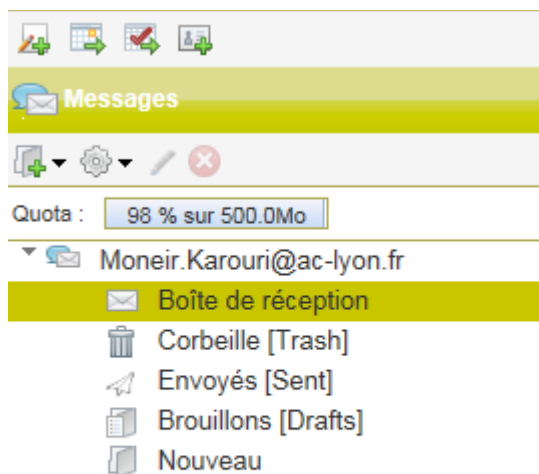 Messages
Quota : 98 % sur 500.0Mo
Moneir.Karouri@ac-lyon.fr
Boîte de réception
Corbeille [Trash]
Envoyés [Sent]
Brouillons [Drafts]
Nouveau